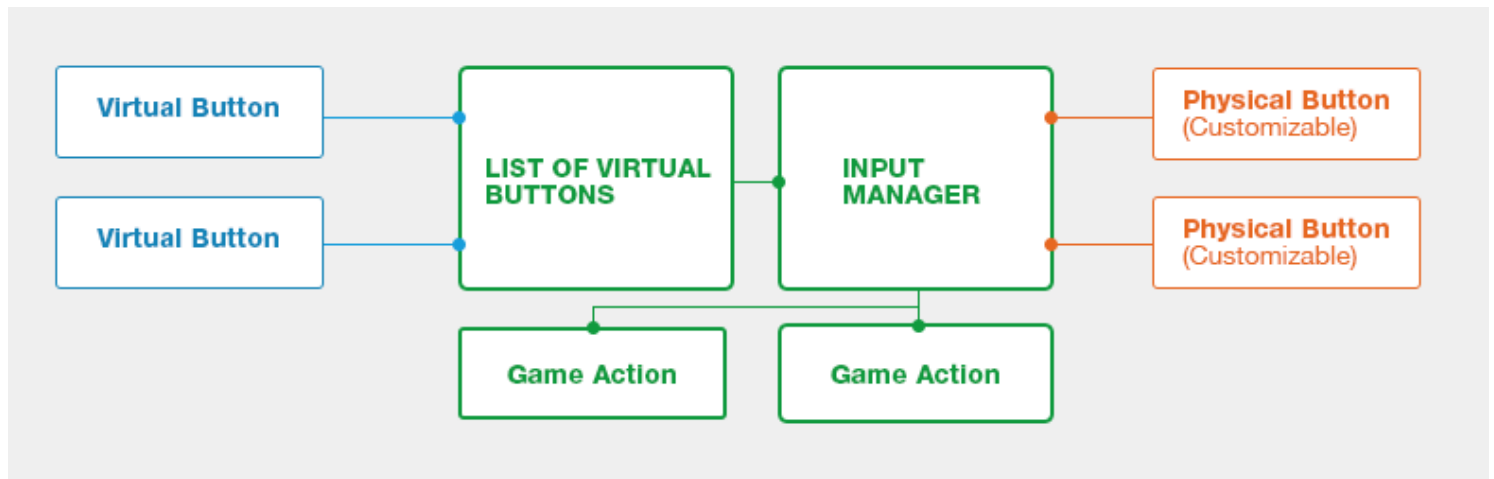 Virtual Button
Virtual Button
LIST OF VIRTUAL
BUTTONS
INPUT
MANAGER
Physical Button
(Customizable)
Physical Button
(Customizable)
Game Action
Game Action